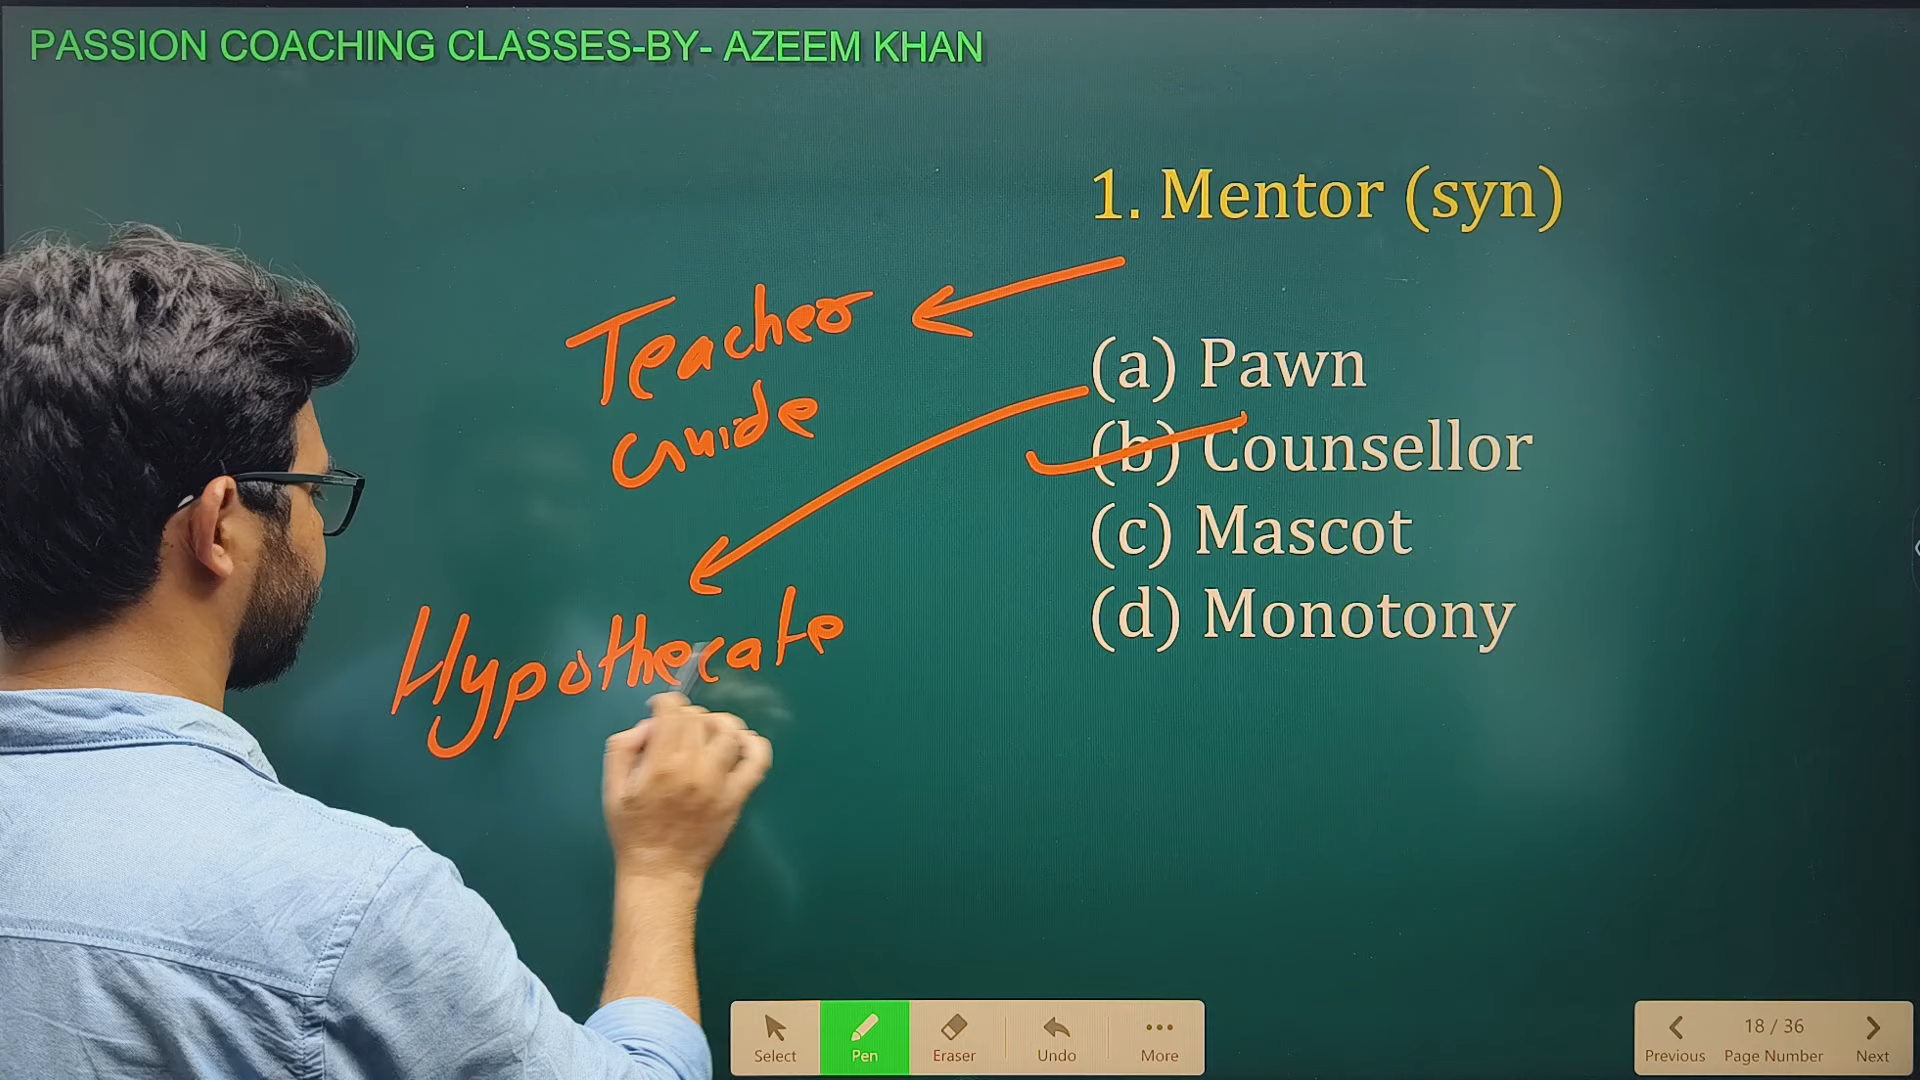 PASSION COACHING CLASSES-BY- AZEEM KHAN
1. Mentor (syn)
Teacher
Guide
(a) Pawn
(b) Counsellor
(c) Mascot
(d) Monotony
Hypothecate
Select
Pen
Eraser
Undo
More
Previous
18 / 36
Page Number
Next